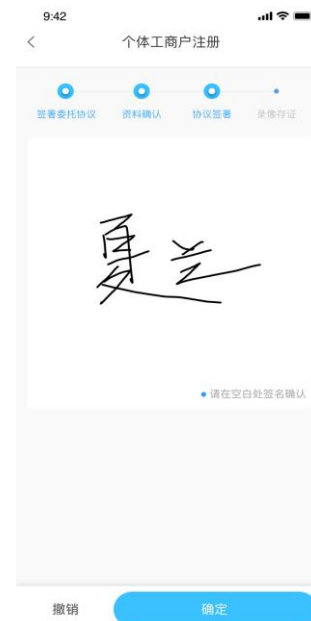 9:42
个体工商户注册
签署委托协议 资料确认 协议签署 录像存证
夏兰
请在空白处签名确认
撤销 确定